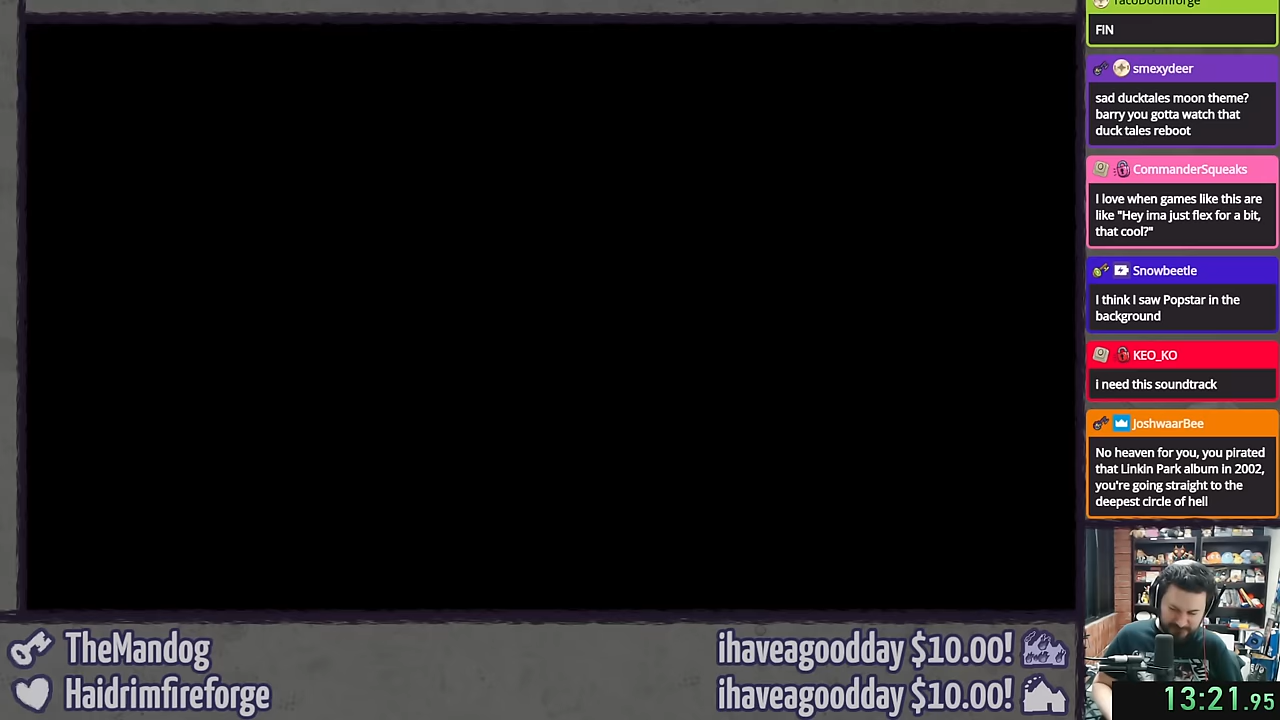 TacoDoomforge
FIN
smexydeer
sad ducktales moon theme?
barry you gotta watch that
duck tales reboot
CommanderSqueaks
I love when games like this are
like "Hey ima just flex for a bit,
that cool?"
Snowbeetle
I think I saw Popstar in the
background
KEO_KO
i need this soundtrack
JoshwaarBee
No heaven for you, you pirated
that Linkin Park album in 2002,
you're going straight to the
deepest circle of hell
TheMandog
ihaveagoodday $10.00!
Haidrimfireforge
ihaveagoodday $10.00!
13:21.95